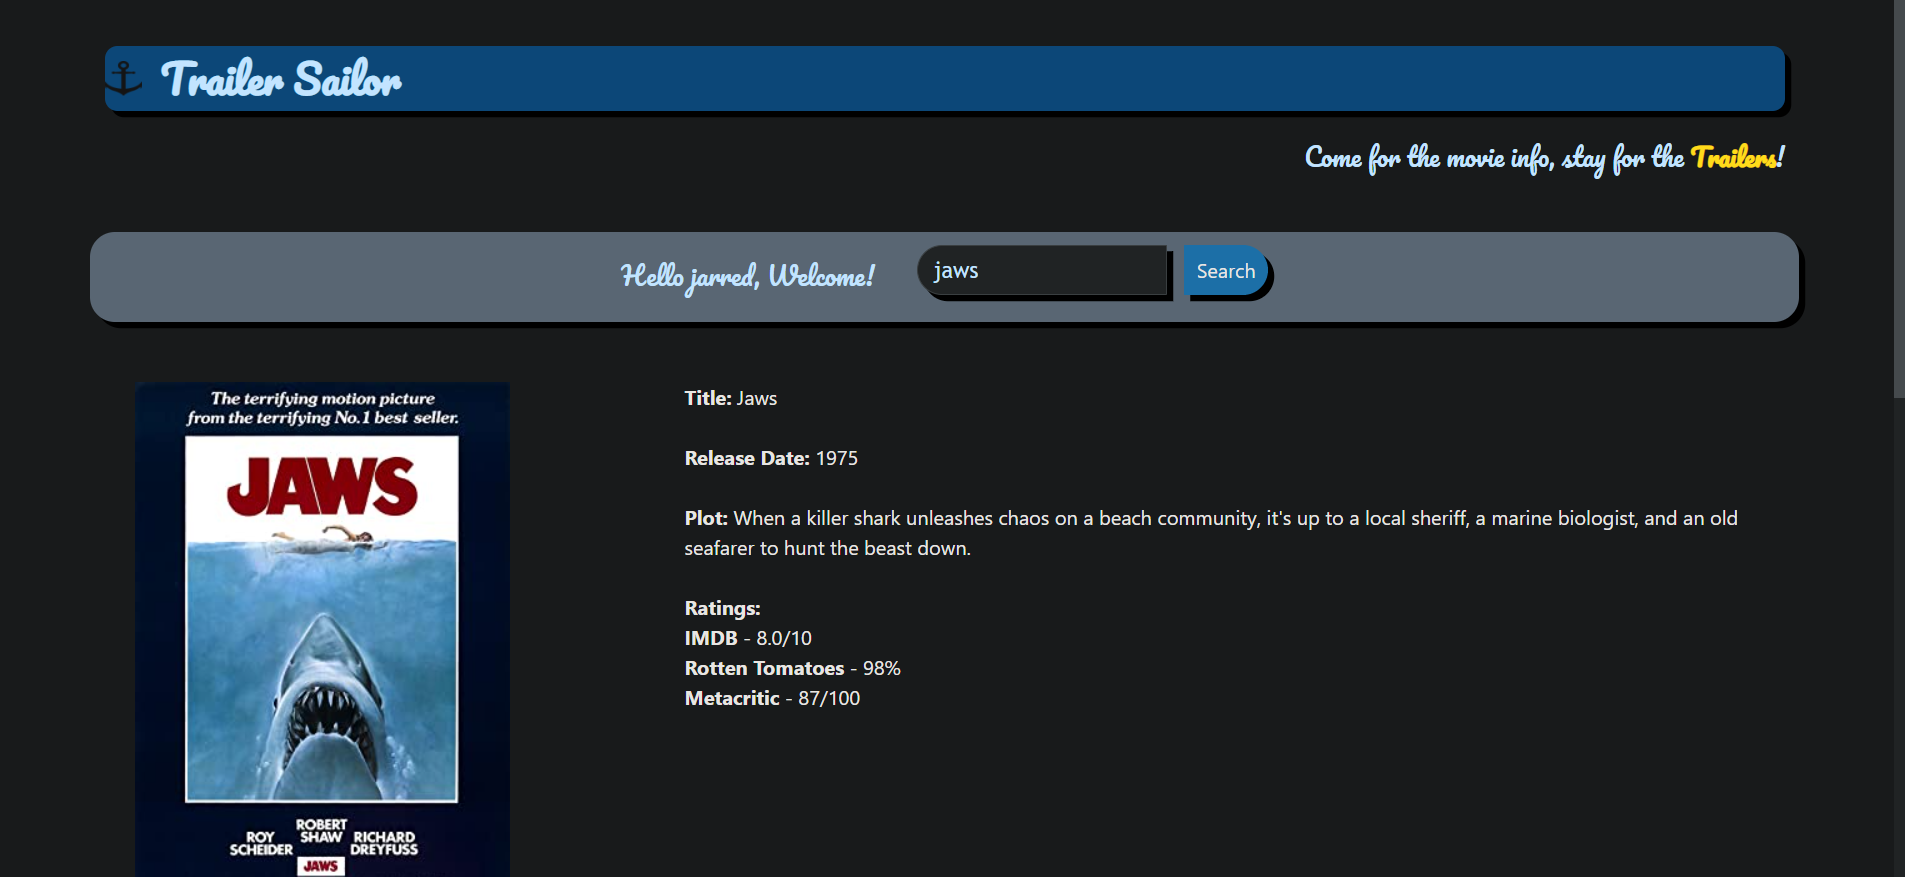 Trailer Sailor
Come for the movie info, stay for the Trailers!
Hello jarred, Welcome!
jaws
Search
The terrifying motion picture
from the terrifying No.1 best seller.
JAWS
ROY
SCHEIDER
ROBERT
SHAW
RICHARD
DREYFUSS
JAWS
Title: Jaws
Release Date: 1975
Plot: When a killer shark unleashes chaos on a beach community, it's up to a local sheriff, a marine biologist, and an old
seafarer to hunt the beast down.
Ratings:
IMDB - 8.0/10
Rotten Tomatoes - 98%
Metacritic - 87/100